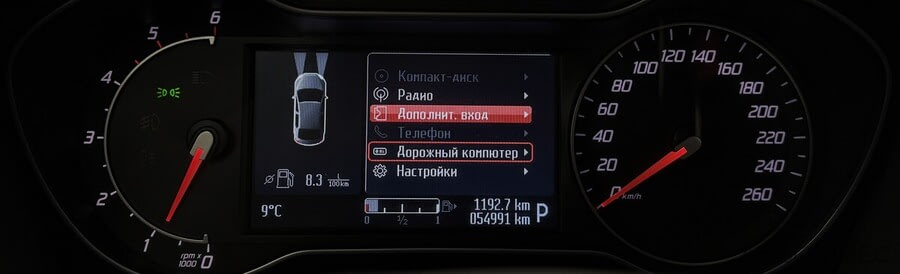 6
5
4
3
2
1
0
rpm x
1000
Компакт-диск
Радио
Дополнит. вход
Телефон
Дорожный компютер
Настройки
8.3 l/100km
9°C
0 1/2 1
1192.7 km
054991 km
P
0
20
40
60
80
100
120
140
160
180
200
220
240
260
km/h